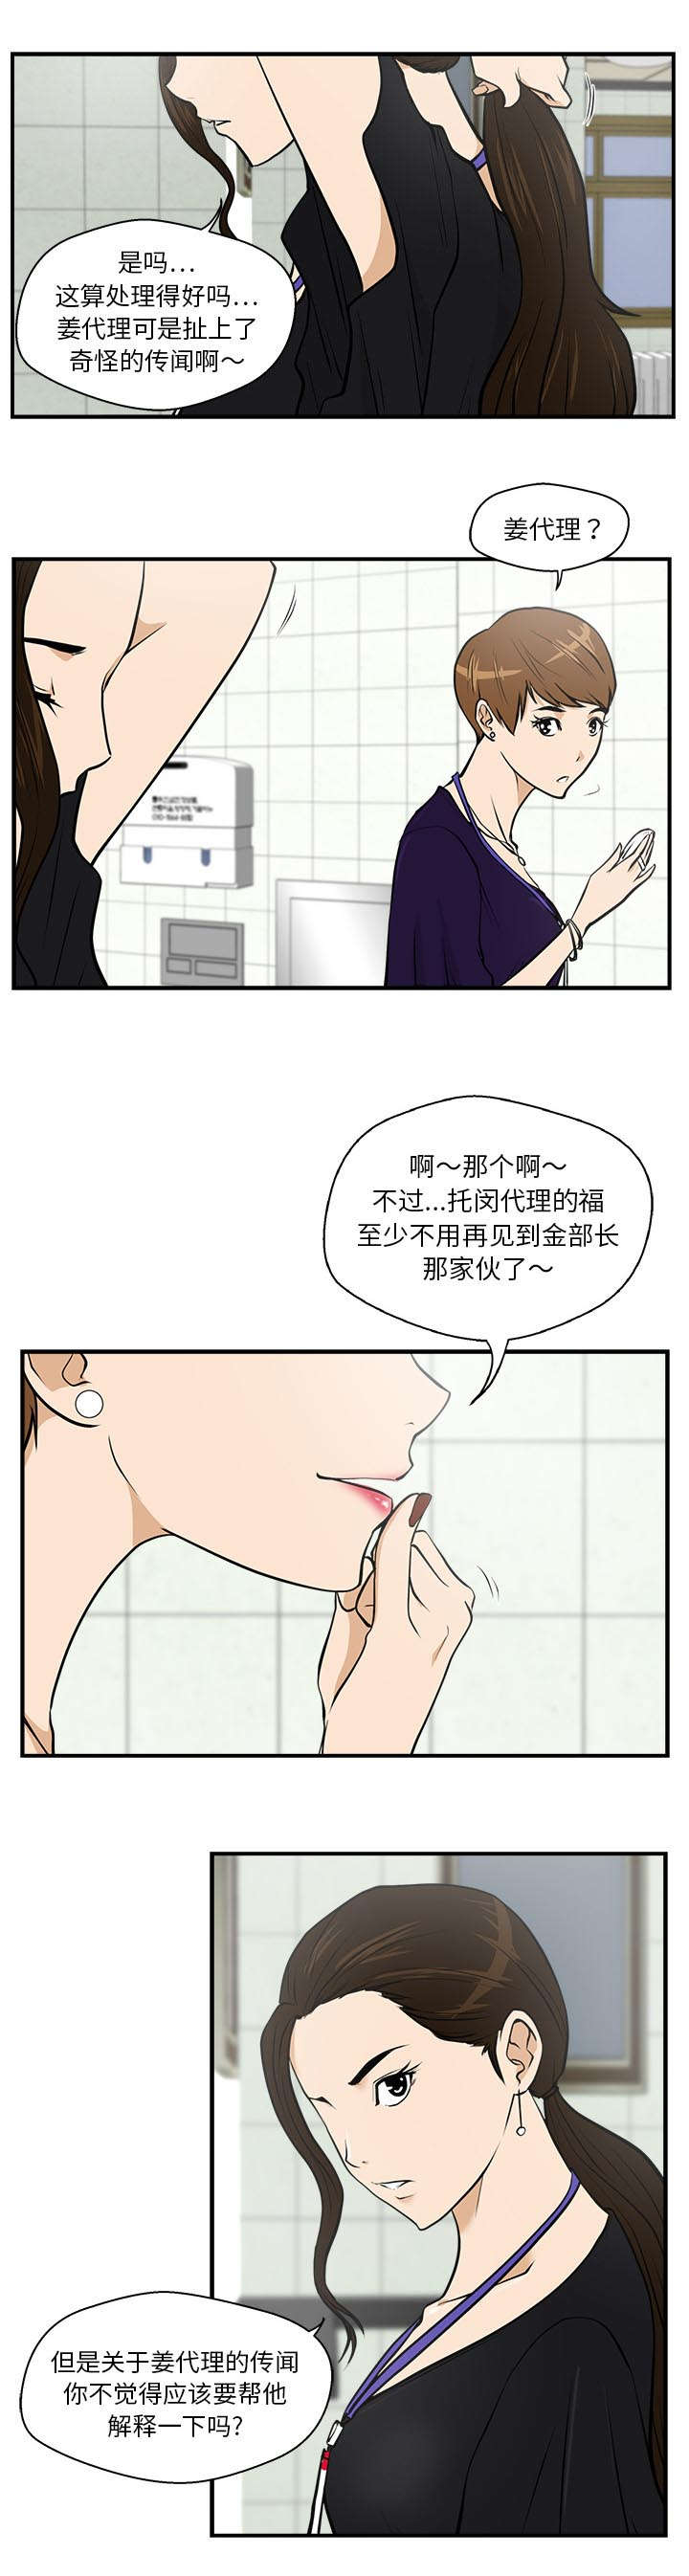 是吗...
这算处理得好吗...
姜代理可是扯上了
奇怪的传闻啊～
姜代理？
啊～那个啊～
不过...托闵代理的福
至少不用再见到金部长
那家伙了～
但是关于姜代理的传闻
你不觉得应该要帮他
解释一下吗?